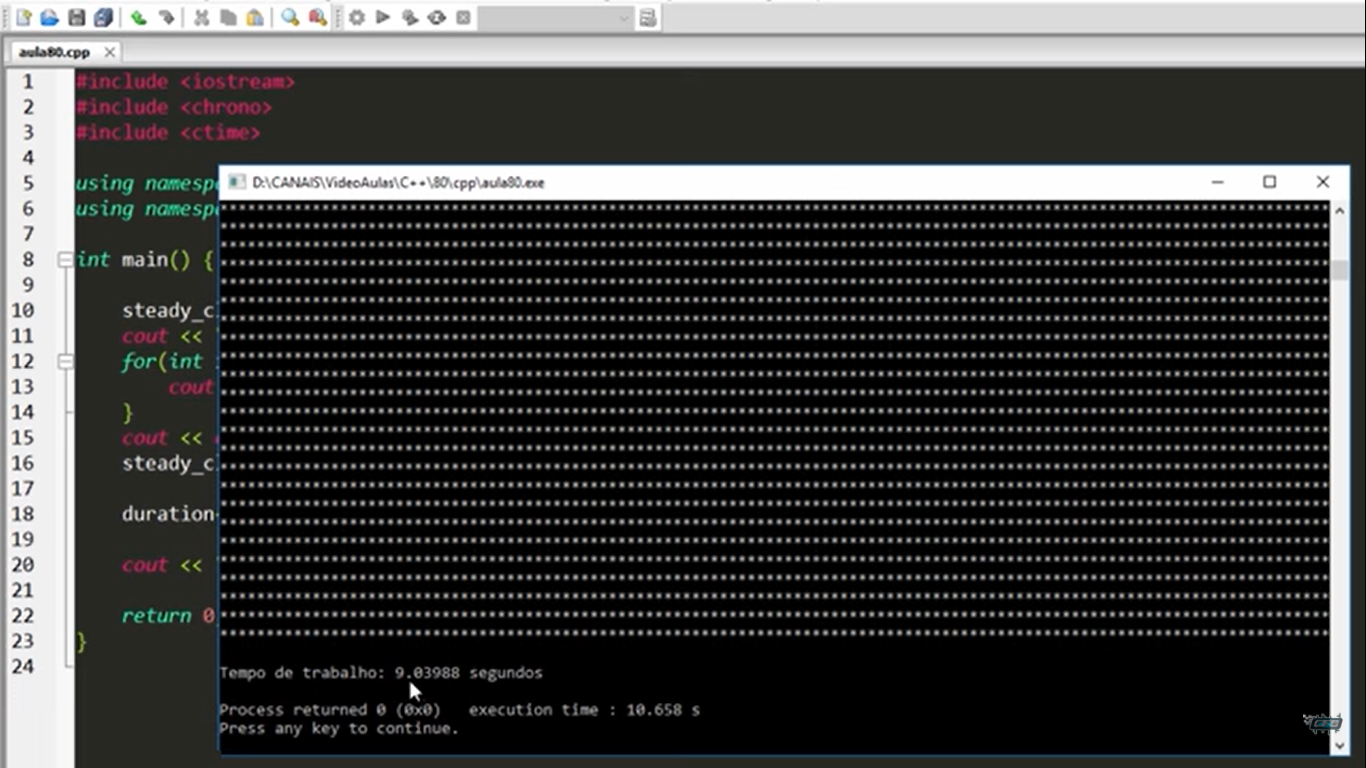 aula80.cpp
1 #include <iostream>
2 #include <chrono>
3 #include <ctime>
4
5 using namesp
6 using namesp
7
8 int main() {
9
10 steady_c
11 cout <<
12 for(int
13 cout
14 }
15 cout <<
16 steady_c
17
18 duration
19
20 cout <<
21
22 return 0
23 }
24
D:\CANAIS\VideoAulas\C++\80\cpp\aula80.exe
Tempo de trabalho: 9.03988 segundos
Process returned 0 (0x0) execution time : 10.658 s
Press any key to continue.